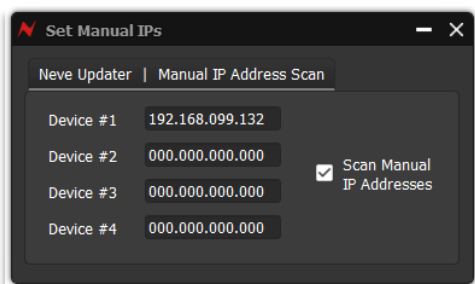 Set Manual IPs
Neve Updater | Manual IP Address Scan
Device #1 192.168.099.132
Device #2 000.000.000.000
Device #3 000.000.000.000
Device #4 000.000.000.000
Scan Manual
IP Addresses